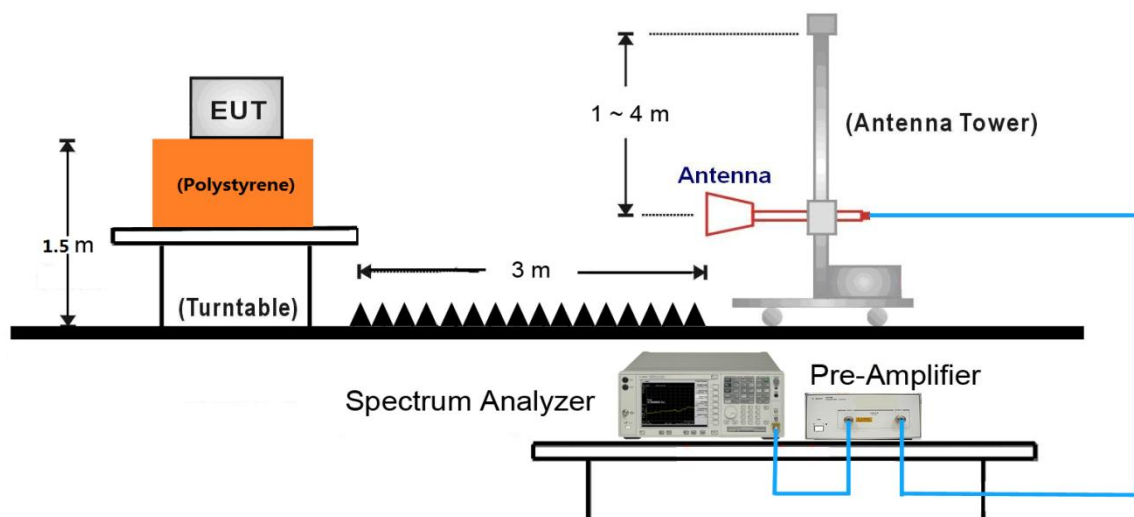 EUT
(Polystyrene)
1.5 m
(Turntable)
3 m
1 ~ 4 m
Antenna
(Antenna Tower)
Spectrum Analyzer
Pre-Amplifier